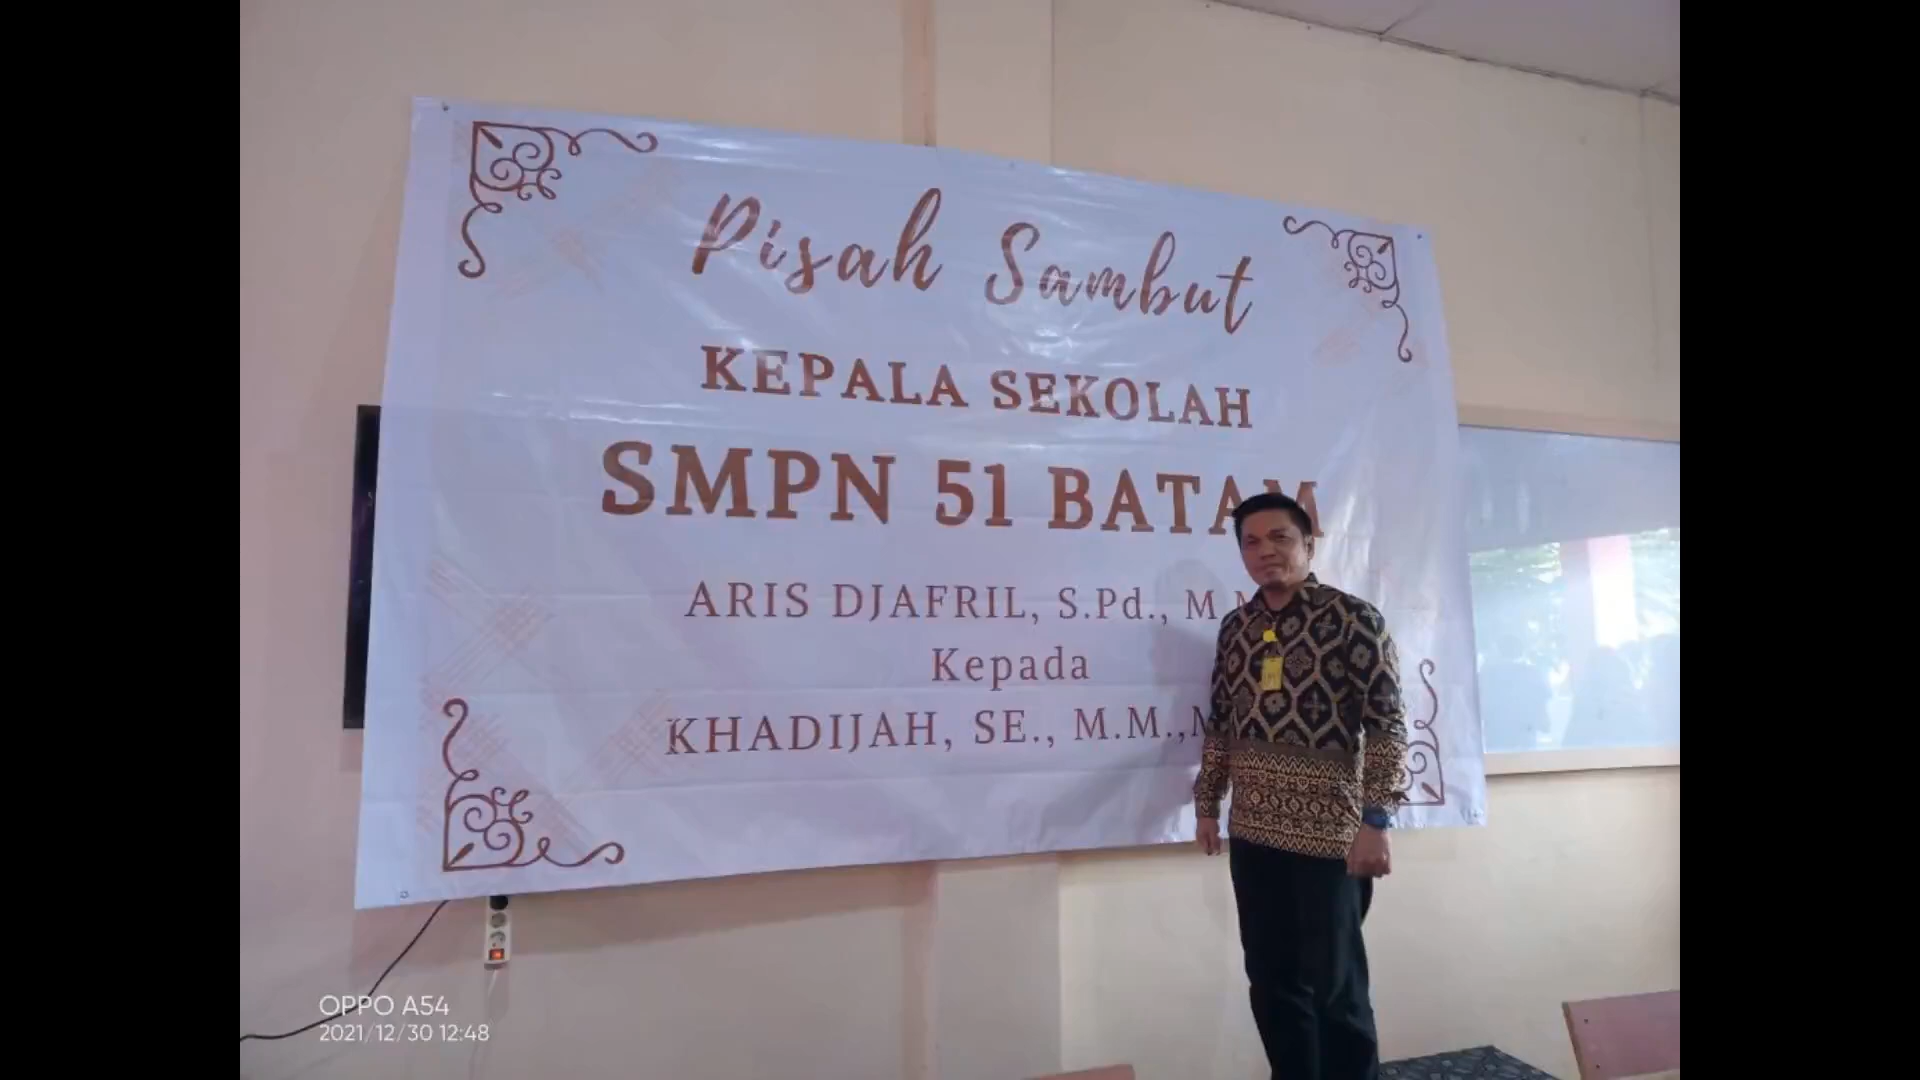 Pisah Sambut
KEPALA SEKOLAH
SMPN 51 BATAM
ARIS DJAFRIL, S.Pd., M
Kepada
KHADIJAH, SE., M.M.,
OPPO A54
2021/12/30 12:48